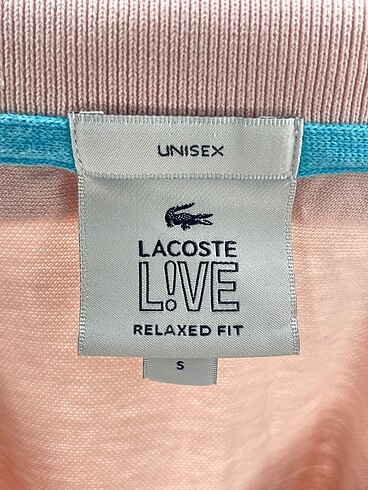 UNISEX
LACOSTE
L!VE
RELAXED FIT
S